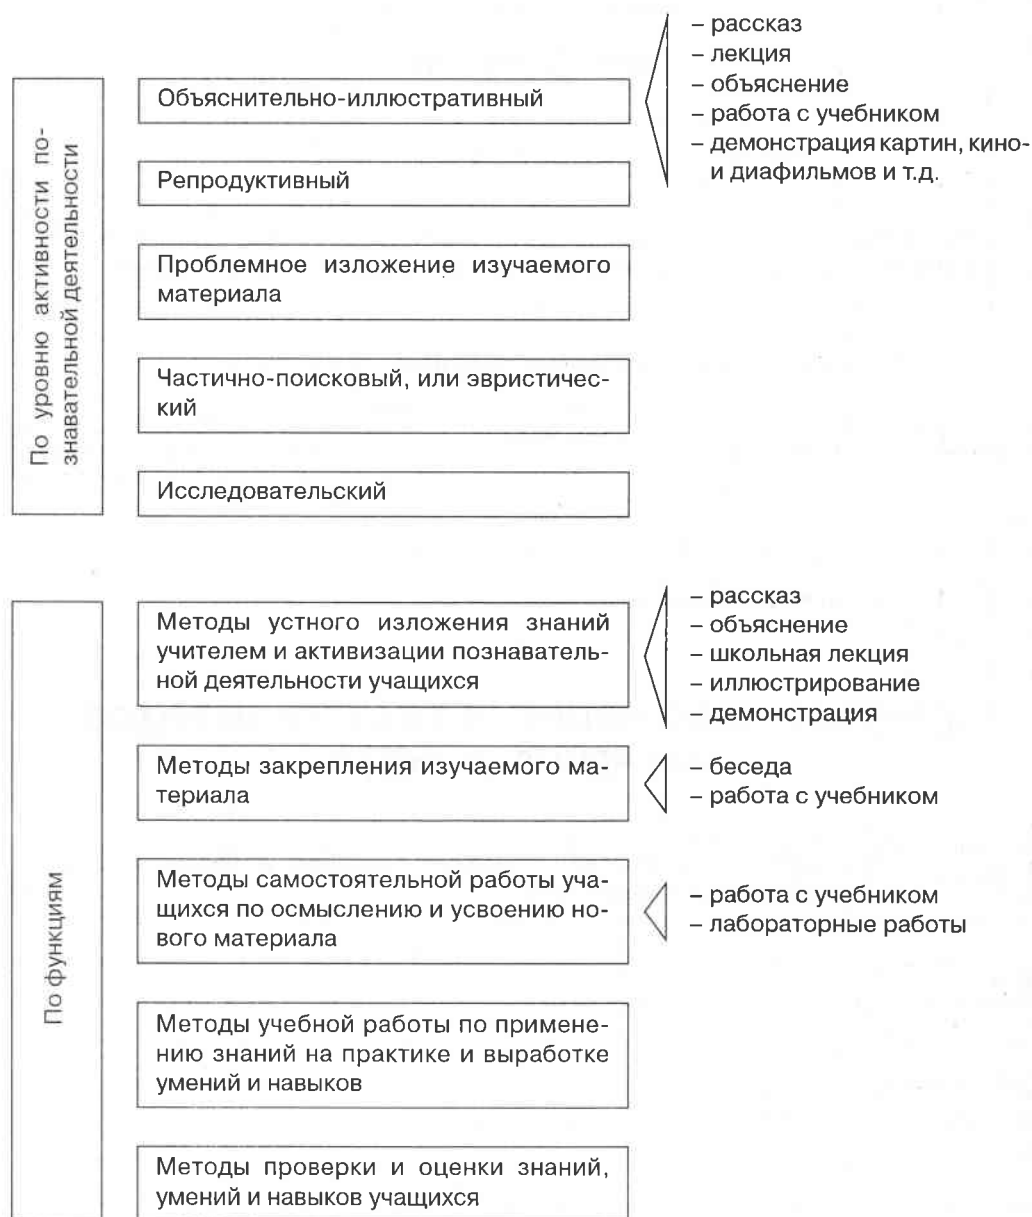 По уровню активности по-
знавательной деятельности
Объяснительно-иллюстративный
– рассказ
– лекция
– объяснение
– работа с учебником
– демонстрация картин, кино-
и диафильмов и т.д.
Репродуктивный
Проблемное изложение изучаемого
материала
Частично-поисковый, или эвристичес-
кий
Исследовательский
По функциям
Методы устного изложения знаний
учителем и активизации познаватель-
ной деятельности учащихся
– рассказ
– объяснение
– школьная лекция
– иллюстрирование
– демонстрация
Методы закрепления изучаемого ма-
териала
– беседа
– работа с учебником
Методы самостоятельной работы уча-
щихся по осмыслению и усвоению но-
вого материала
– работа с учебником
– лабораторные работы
Методы учебной работы по примене-
нию знаний на практике и выработке
умений и навыков
Методы проверки и оценки знаний,
умений и навыков учащихся